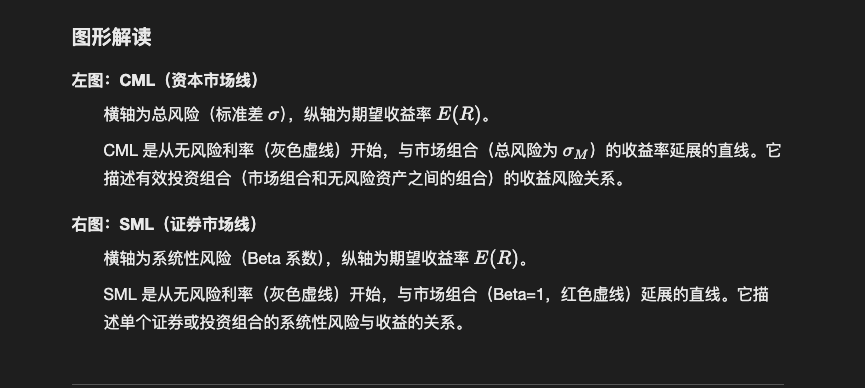 图形解读
左图：CML（资本市场线）
横轴为总风险（标准差 σ），纵轴为期望收益率 E(R)。
CML 是从无风险利率（灰色虚线）开始，与市场组合（总风险为 σ_M）的收益率延展的直线。它
描述有效投资组合（市场组合和无风险资产之间的组合）的收益风险关系。
右图：SML（证券市场线）
横轴为系统性风险（Beta 系数），纵轴为期望收益率 E(R)。
SML 是从无风险利率（灰色虚线）开始，与市场组合（Beta=1，红色虚线）延展的直线。它描
述单个证券或投资组合的系统性风险与收益的关系。